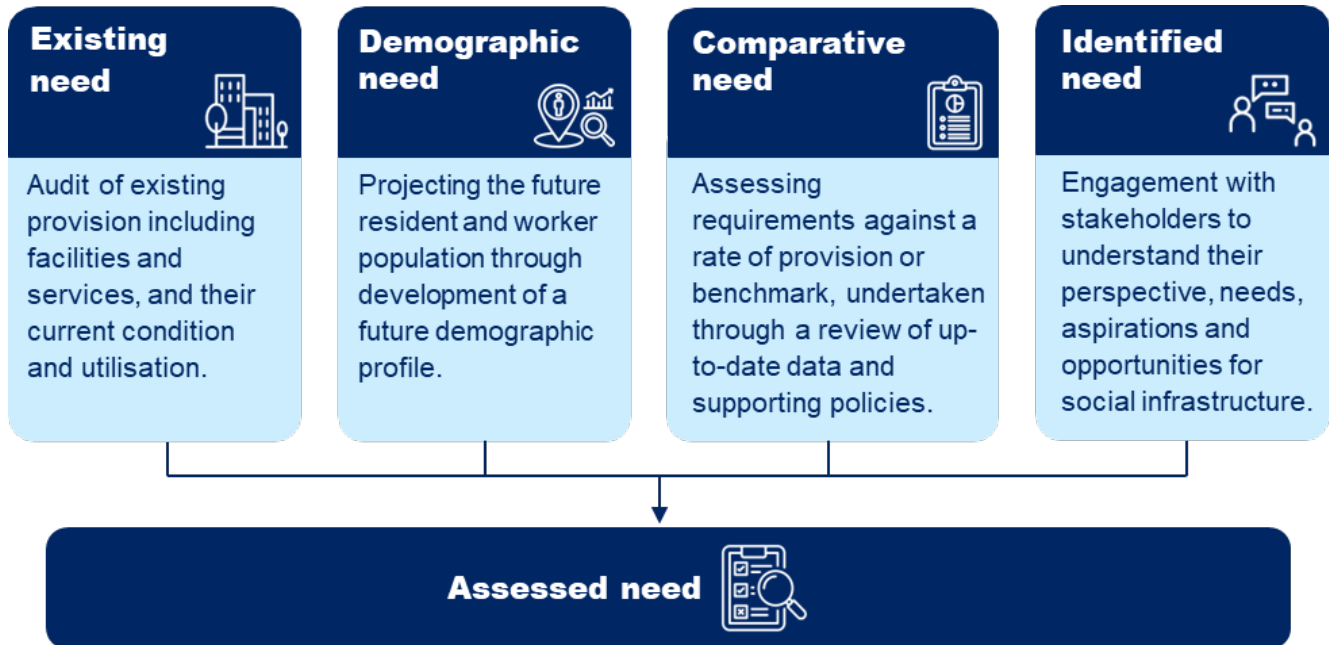 Existing
need
Audit of existing
provision including
facilities and
services, and their
current condition
and utilisation.
Demographic
need
Projecting the future
resident and worker
population through
development of a
future demographic
profile.
Comparative
need
Assessing
requirements against a
rate of provision or
benchmark, undertaken
through a review of up-
to-date data and
supporting policies.
Identified
need
Engagement with
stakeholders to
understand their
perspective, needs,
aspirations and
opportunities for
social infrastructure.
Assessed need